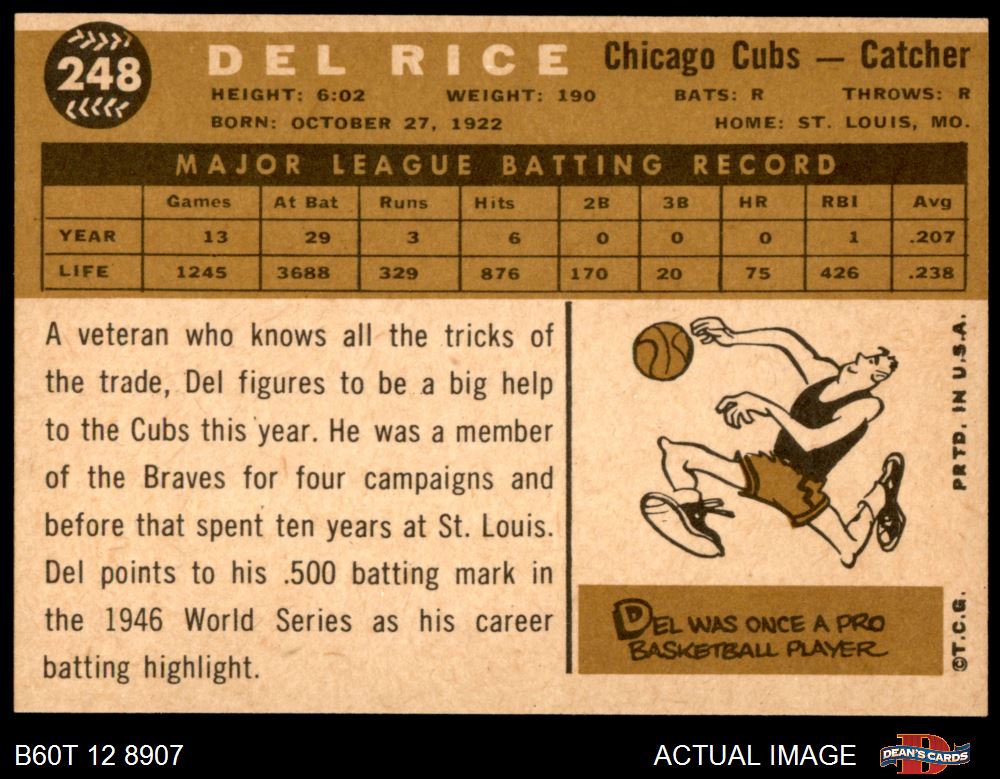 248
DEL RICE Chicago Cubs — Catcher
HEIGHT: 6:02 WEIGHT: 190 BATS: R THROWS: R
BORN: OCTOBER 27, 1922 HOME: ST. LOUIS, MO.
MAJOR LEAGUE BATTING RECORD
Games At Bat Runs Hits 2B 3B HR RBI Avg
YEAR 13 29 3 6 0 0 0 1 .207
LIFE 1245 3688 329 876 170 20 75 426 .238
A veteran who knows all the tricks of
the trade, Del figures to be a big help
to the Cubs this year. He was a member
of the Braves for four campaigns and
before that spent ten years at St. Louis.
Del points to his .500 batting mark in
the 1946 World Series as his career
batting highlight.
DEL WAS ONCE A PRO
BASKETBALL PLAYER
PRTD. IN U.S.A.
©T.C.G.
B60T 12 8907 ACTUAL IMAGE DEAN'S CARDS